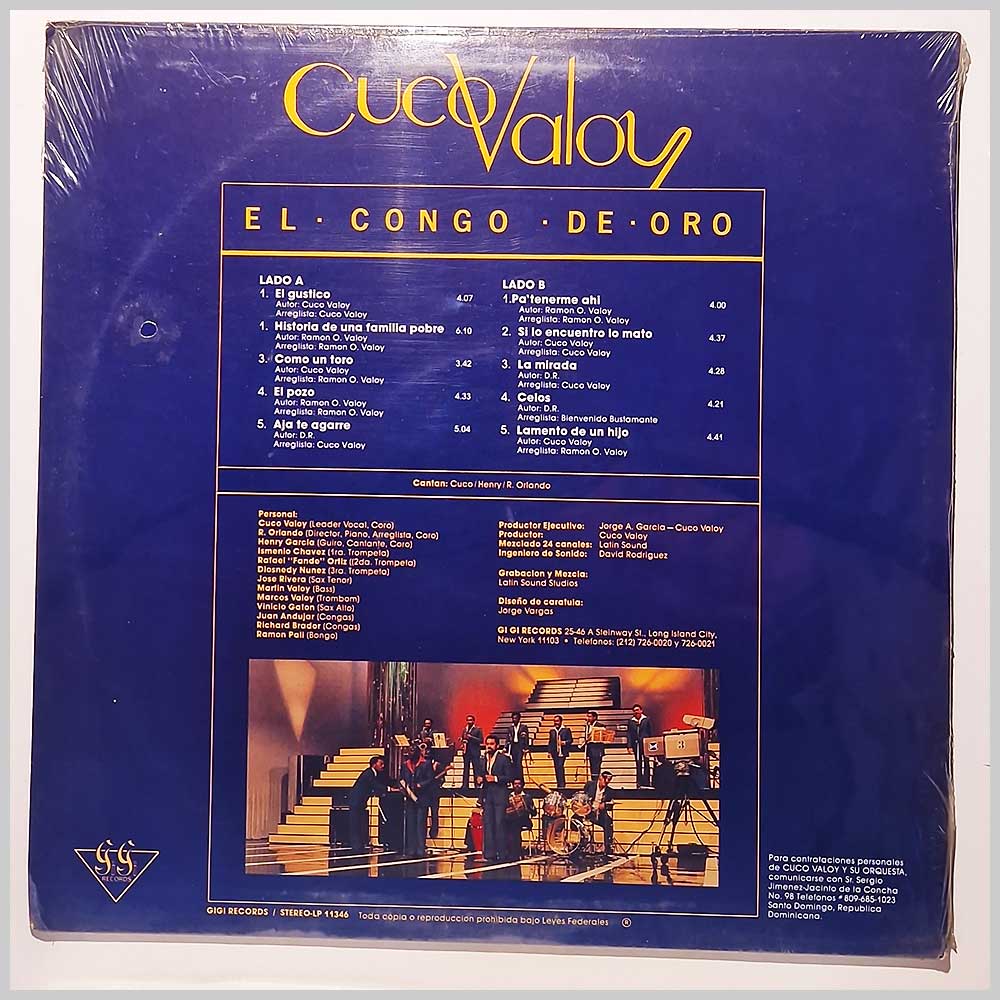 Cuco Valoy
EL · CONGO · DE · ORO
LADO A
1. El gustico 4.07
Autor: Cuco Valoy
Arreglista: Cuco Valoy
1. Historia de una familia pobre 6.10
Autor: Ramon O. Valoy
Arreglista: Ramon O. Valoy
3. Como un toro 3.42
Autor: Cuco Valoy
Arreglista: Ramon O. Valoy
4. El pozo 4.33
Autor: Ramon O. Valoy
Arreglista: Ramon O. Valoy
5. Aja te agarre 5.04
Autor: D.R.
Arreglista: Cuco Valoy
LADO B
1. Pa'tenerme ahi 4.00
Autor: Ramon O. Valoy
Arreglista: Ramon O. Valoy
2. Si lo encuentro lo mato 4.37
Autor: Cuco Valoy
Arreglista: Cuco Valoy
3. La mirada 4.28
Autor: D.R.
Arreglista: Cuco Valoy
4. Celos 4.21
Autor: D.R.
Arreglista: Bienvenido Bustamante
5. Lamento de un hijo 4.41
Autor: Cuco Valoy
Arreglista: Ramon O. Valoy
Cantan: Cuco/Henry/R. Orlando
Personal:
Cuco Valoy (Leader Vocal, Coro)
R. Orlando (Director, Piano, Arreglista, Coro)
Henry Garcia (Guiro, Cantante, Coro)
Ismenio Chavez (1ra. Trompeta)
Rafael "Fande" Ortiz ((2da. Trompeta)
Diosnedy Nunez (3ra. Trompeta)
Jose Rivera (Sax Tenor)
Martin Valoy (Bass)
Marcos Valoy (Trombom)
Vinicio Gaton (Sax Alto)
Juan Andujar (Congas)
Richard Brador (Congas)
Ramon Pali (Bongo)
Productor Ejecutivo: Jorge A. Garcia — Cuco Valoy
Productor: Cuco Valoy
Mezclado 24 canales: Latin Sound
Ingeniero de Sonido: David Rodriguez
Grabacion y Mezcla:
Latin Sound Studios
Diseño de caratula:
Jorge Vargas
GI GI RECORDS 25-46 A Steinway St., Long Island City,
New York 11103 • Telefonos: (212) 726-0020 y 726-0021
G.G.
RECORDS
Para contrataciones personales
de CUCO VALOY Y SU ORQUESTA,
comunicarse con Sr. Sergio
Jimenez-Jacinto de la Concha
No. 98 Telefonos # 809-685-1023
Santo Domingo, Republica
Dominicana.
GIGI RECORDS / STEREO-LP 11346 Toda copia o reproduccion prohibida bajo Leyes Federales ®